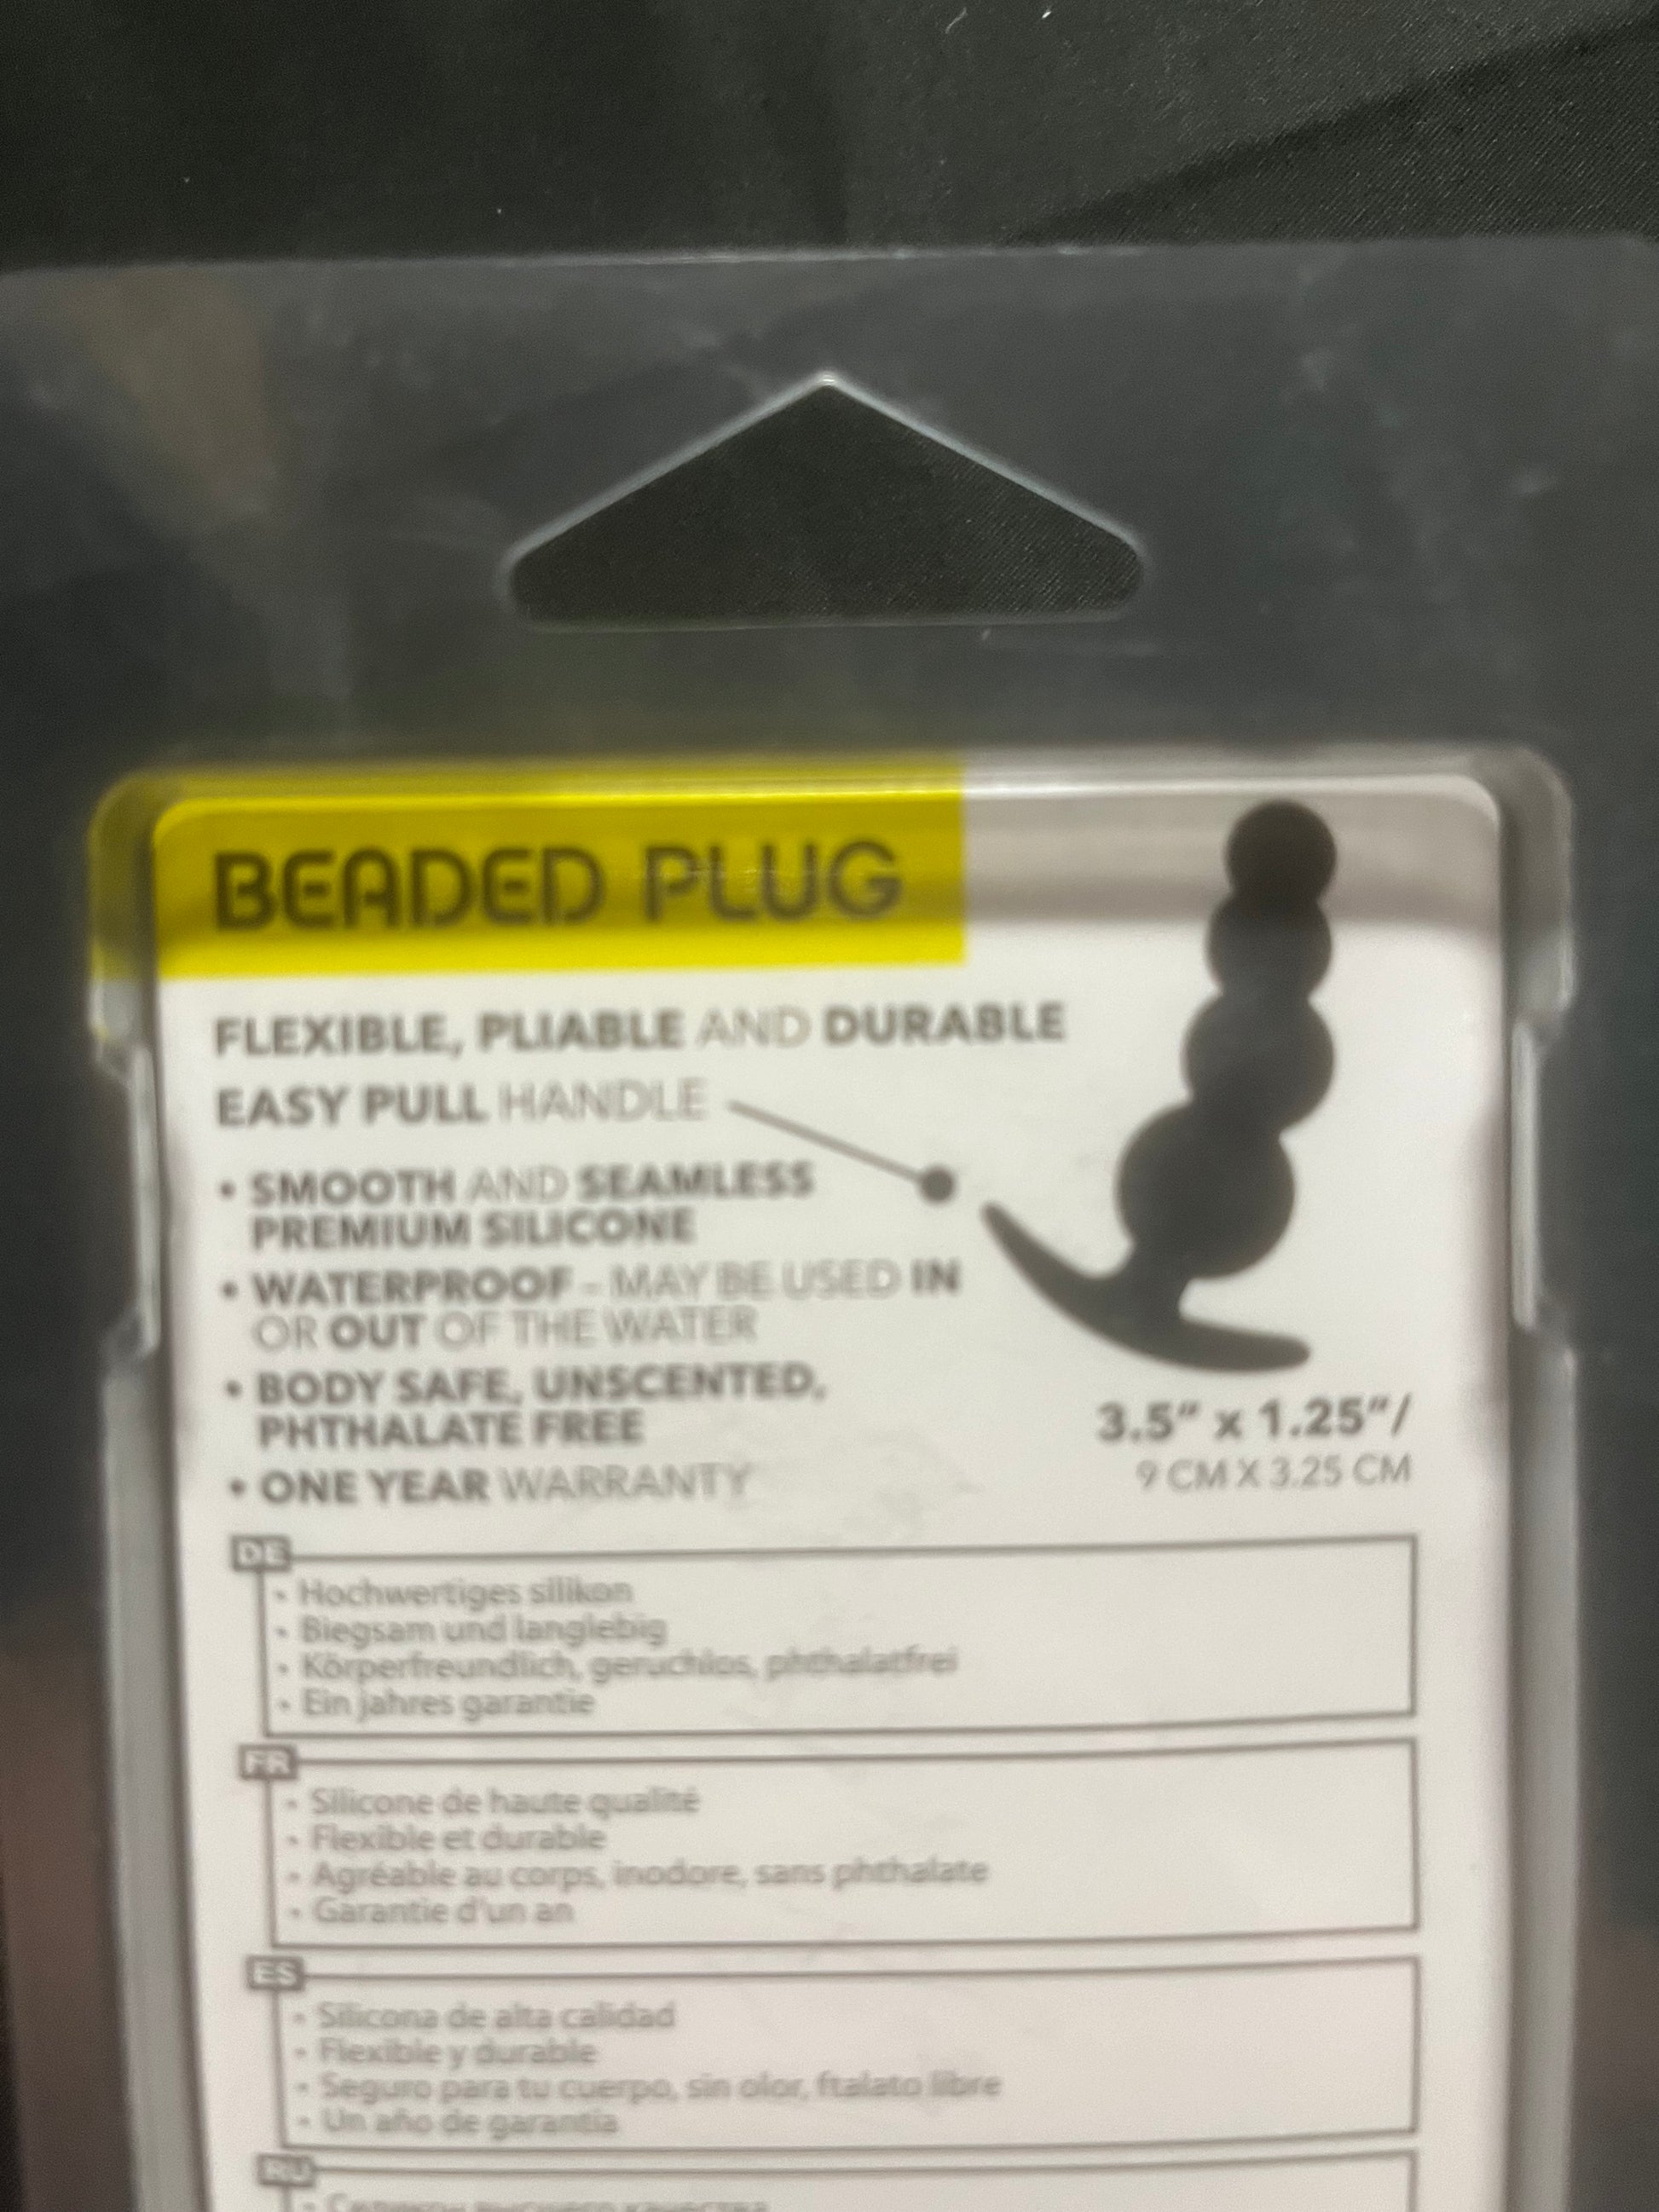 BEADED PLUG
FLEXIBLE, PLIABLE AND DURABLE
EASY PULL HANDLE
• SMOOTH AND SEAMLESS
PREMIUM SILICONE
• WATERPROOF - MAY BE USED IN
OR OUT OF THE WATER
• BODY SAFE, UNSCENTED,
PHTHALATE FREE
• ONE YEAR WARRANTY
3.5" x 1.25"/
9 CM X 3.25 CM
DE
• Hochwertiges silikon
• Biegsam und langlebig
• Körperfreundlich, geruchlos, phthalatfrei
• Ein jahres garantie
FR
• Silicone de haute qualité
• Flexible et durable
• Agréable au corps, inodore, sans phthalate
• Garantie d'un an
ES
• Silicona de alta calidad
• Flexible y durable
• Seguro para tu cuerpo, sin olor, ftalato libre
• Un año de garantía
RU